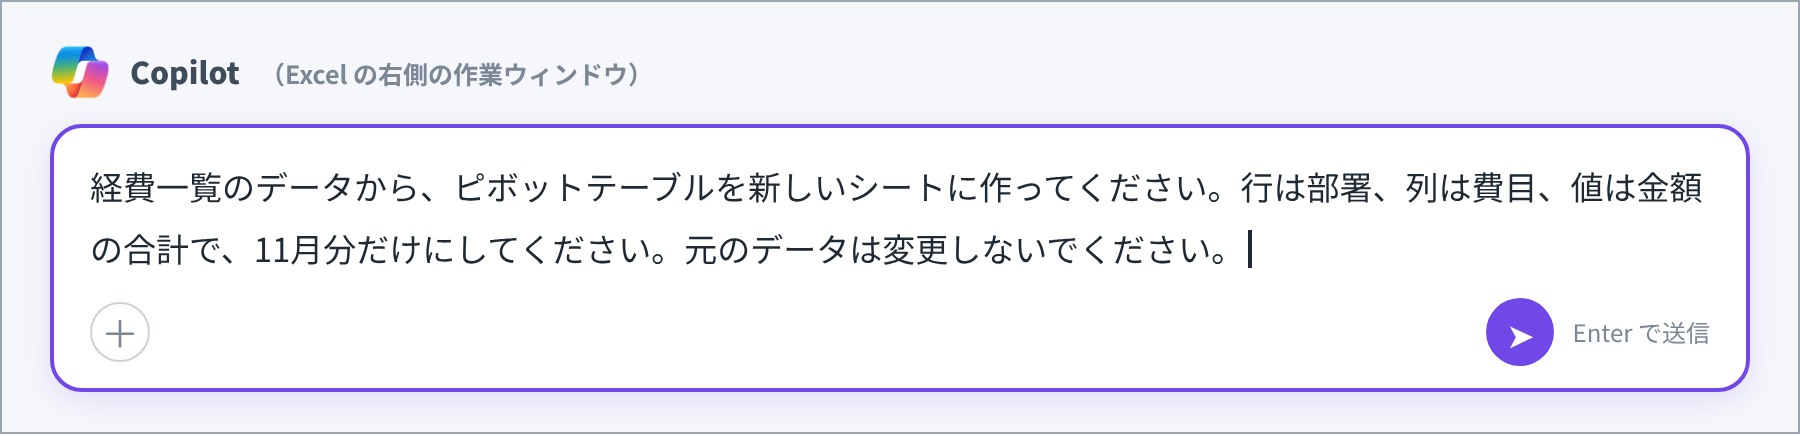 Copilot （Excel の右側の作業ウィンドウ）
経費一覧のデータから、ピボットテーブルを新しいシートに作ってください。行は部署、列は費目、値は金額
の合計で、11月分だけにしてください。元のデータは変更しないでください。
Enter で送信